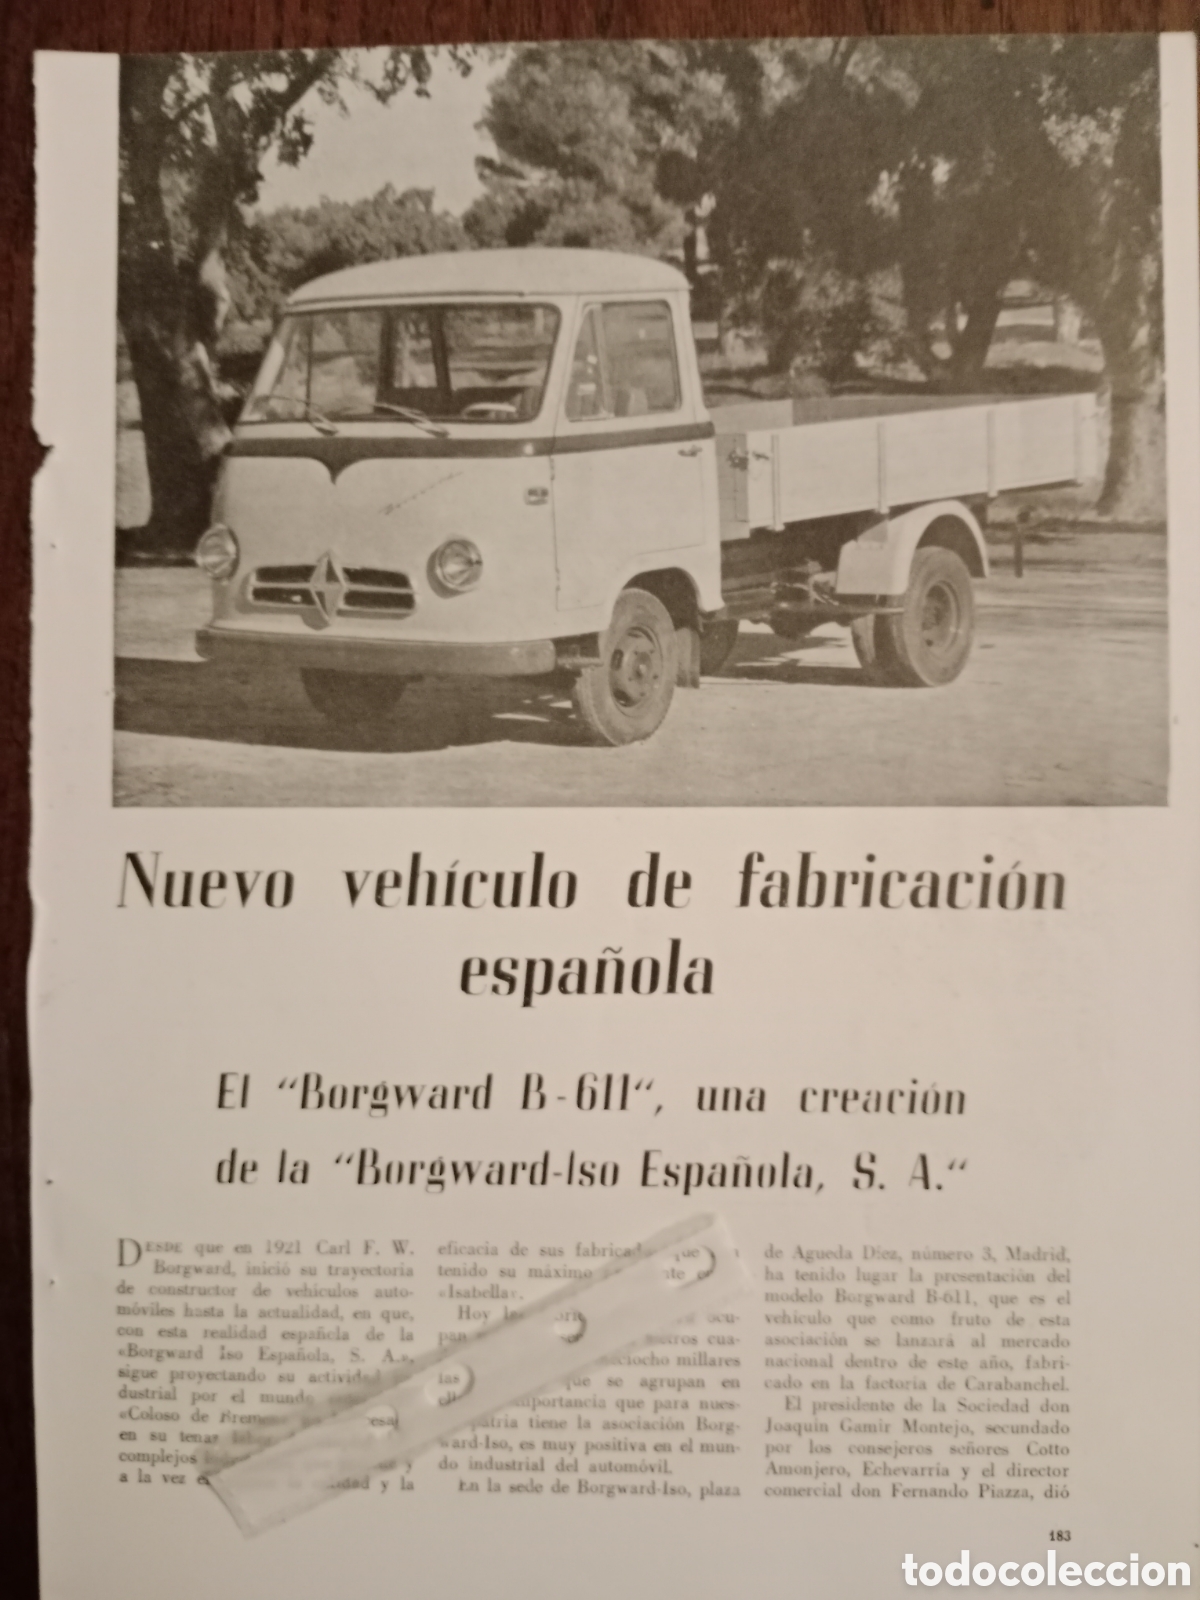 Nuevo vehículo de fabricación
española
El "Borgward B-611", una creación
de la "Borgward-Iso Española, S. A."
DESDE que en 1921 Carl F. W.
Borgward, inició su trayectoria
de constructor de vehículos auto-
móviles hasta la actualidad, en que,
con esta realidad española de la
«Borgward Iso Española, S. A.»,
sigue proyectando su actividad
dustrial por el mundo
«Coloso de Bremen
en su tenaz
complejos
a la vez y la
eficacia de sus
tenido su máximo
«Isabella».
Hoy ocu-
pan cua-
millares
que se agrupan en
importancia que para nues-
patria tiene la asociación Borg-
ward-Iso, es muy positiva en el mun-
do industrial del automóvil.
En la sede de Borgward-Iso, plaza
de Agueda Díez, número 3, Madrid,
ha tenido lugar la presentación del
modelo Borgward B-611, que es el
vehículo que como fruto de esta
asociación se lanzará al mercado
nacional dentro de este año, fabri-
cado en la factoría de Carabanchel.
El presidente de la Sociedad don
Joaquín Gamir Montejo, secundado
por los consejeros señores Cotto
Amonjero, Echevarría y el director
comercial don Fernando Piazza, dió
183
todocoleccion